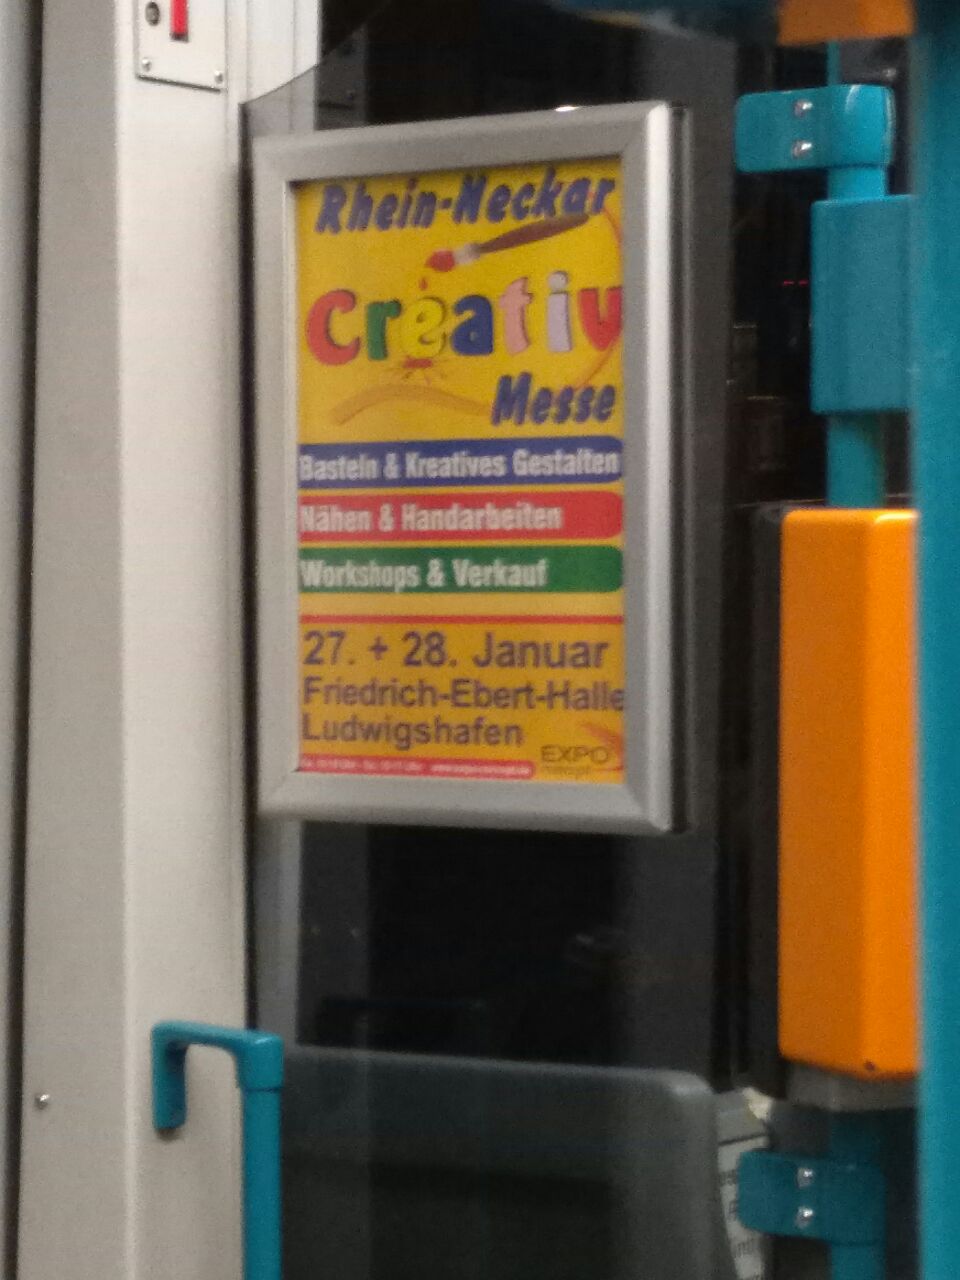 Rhein-Neckar
Creativ
Messe
Basteln & Kreatives Gestalten
Nähen & Handarbeiten
Workshops & Verkauf
27. + 28. Januar
Friedrich-Ebert-Halle
Ludwigshafen
EXPO